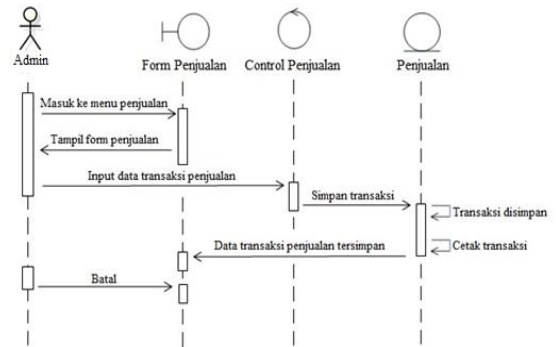 Admin
Form Penjualan
Control Penjualan
Penjualan
Masuk ke menu penjualan
Tampil form penjualan
Input data transaksi penjualan
Simpan transaksi
Transaksi disimpan
Cetak transaksi
Data transaksi penjualan tersimpan
Batal